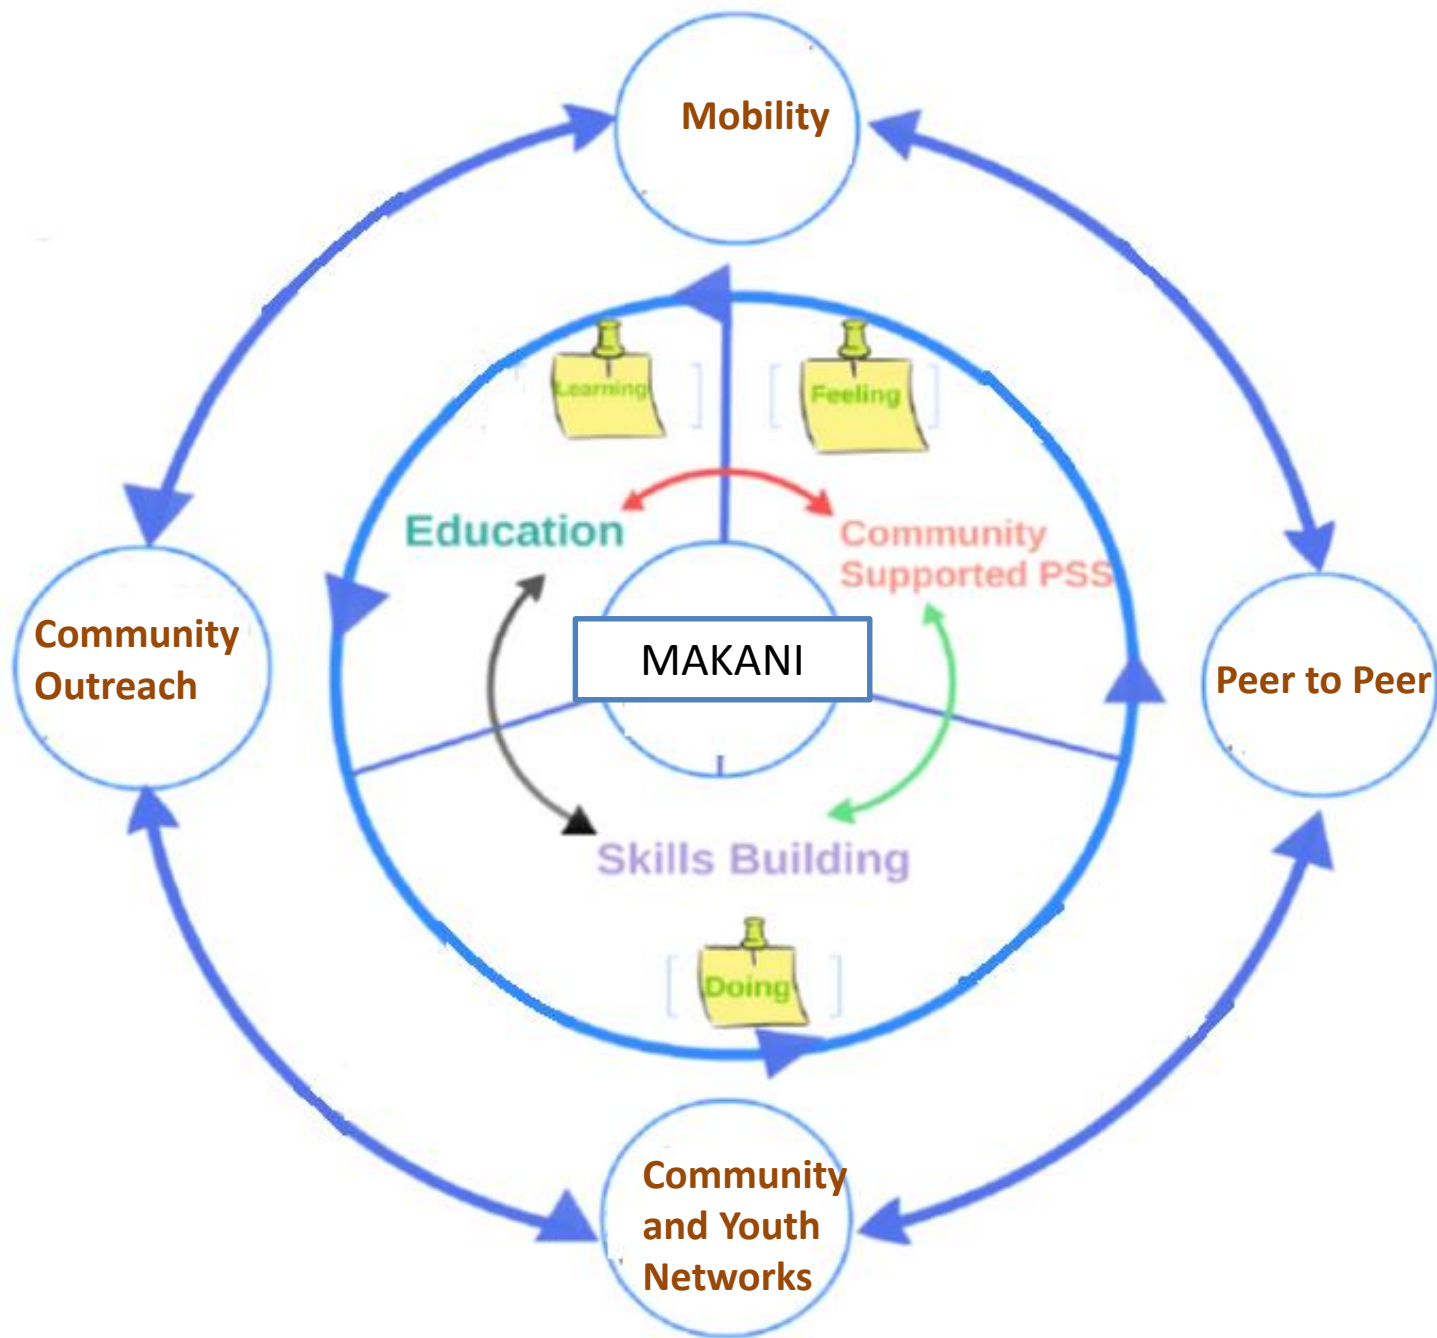 Mobility
Learning
Feeling
Education
Community
Supported PSS
Community
Outreach
MAKANI
Peer to Peer
Skills Building
Doing
Community
and Youth
Networks